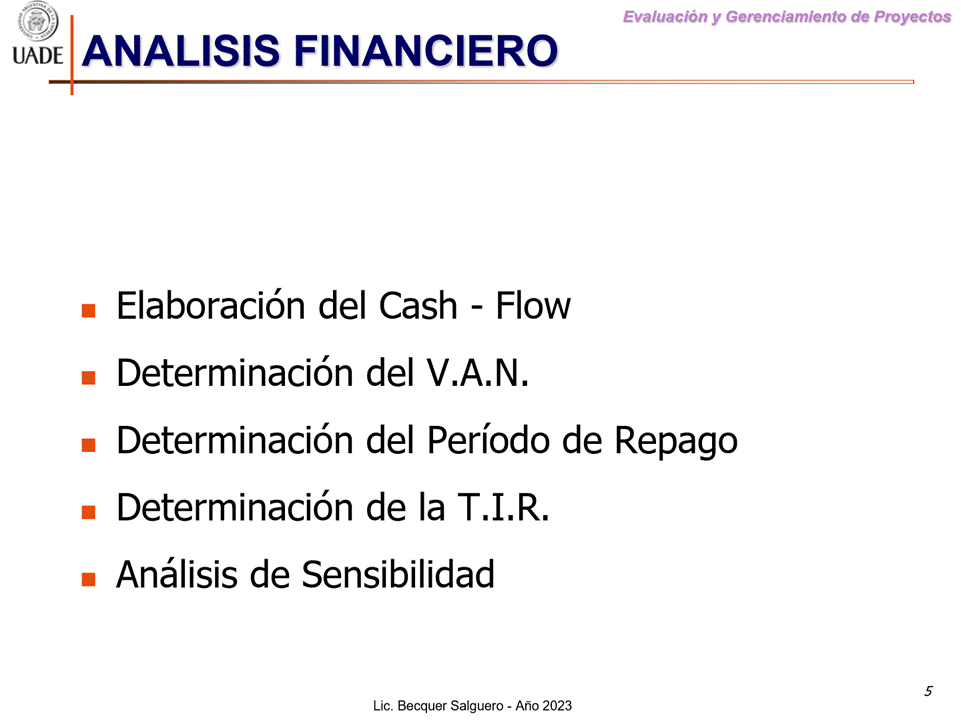 Evaluación y Gerenciamiento de Proyectos
UADE
ANALISIS FINANCIERO
Elaboración del Cash - Flow
Determinación del V.A.N.
Determinación del Período de Repago
Determinación de la T.I.R.
Análisis de Sensibilidad
5
Lic. Becquer Salguero - Año 2023